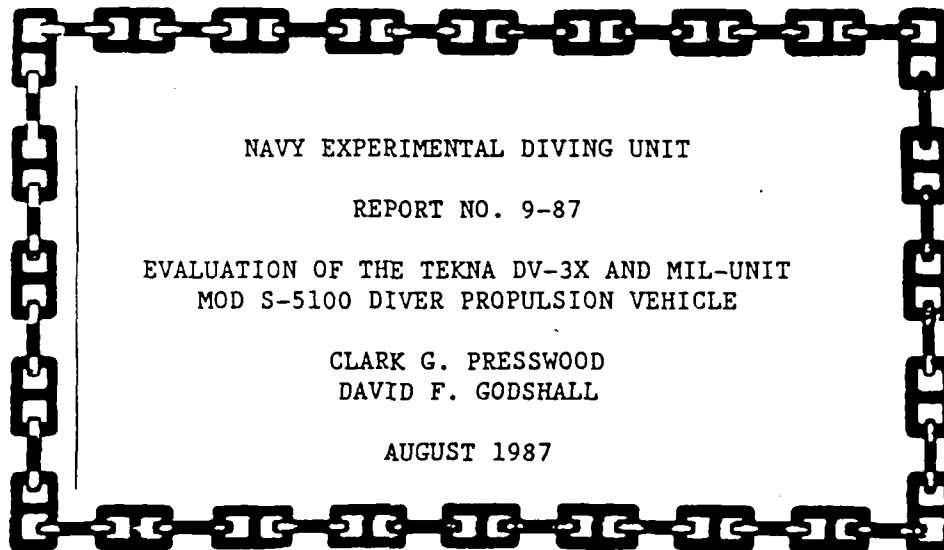 NAVY EXPERIMENTAL DIVING UNIT
REPORT NO. 9-87
EVALUATION OF THE TEKNA DV-3X AND MIL-UNIT
MOD S-5100 DIVER PROPULSION VEHICLE
CLARK G. PRESSWOOD
DAVID F. GODSHALL
AUGUST 1987